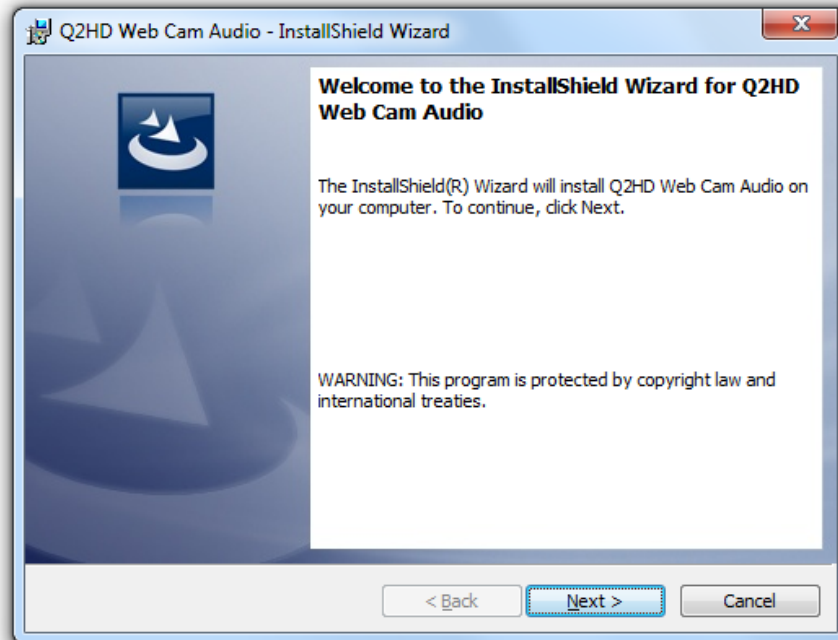 Q2HD Web Cam Audio - InstallShield Wizard
Welcome to the InstallShield Wizard for Q2HD
Web Cam Audio
The InstallShield(R) Wizard will install Q2HD Web Cam Audio on
your computer. To continue, click Next.
WARNING: This program is protected by copyright law and
international treaties.
< Back Next > Cancel